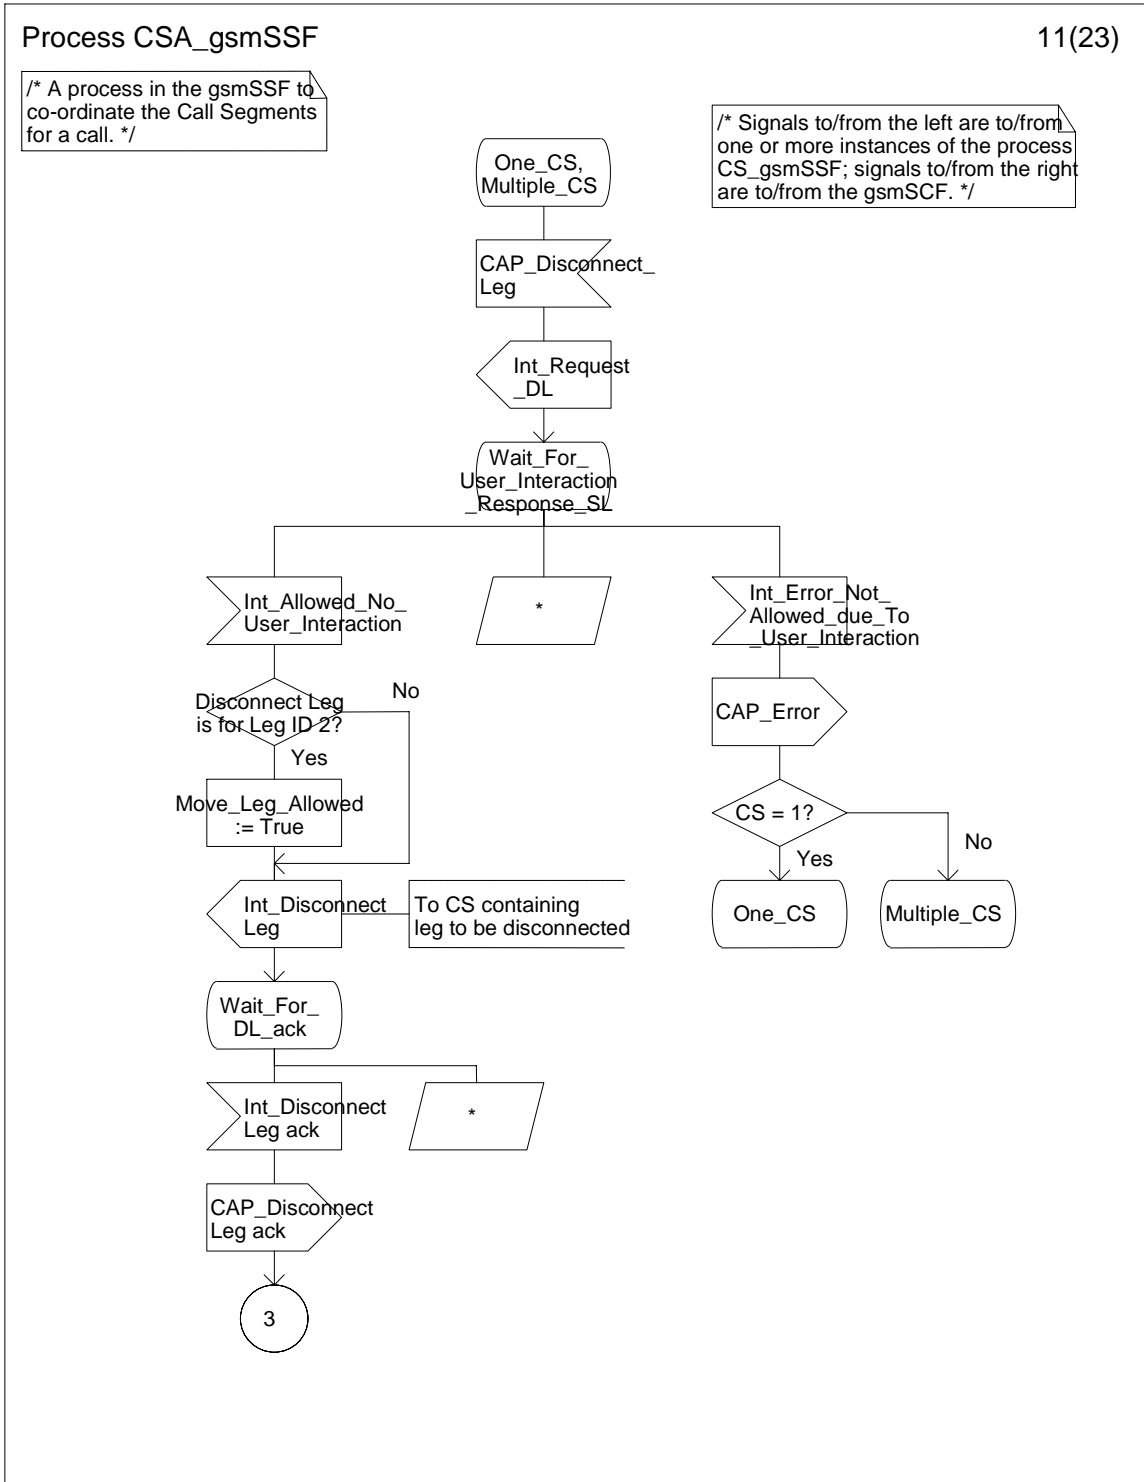 Process CSA_gsmSSF
11(23)
/* A process in the gsmSSF to
co-ordinate the Call Segments
for a call. */
/* Signals to/from the left are to/from
one or more instances of the process
CS_gsmSSF; signals to/from the right
are to/from the gsmSCF. */
One_CS,
Multiple_CS
CAP_Disconnect_
Leg
Int_Request
_DL
Wait_For_
User_Interaction
_Response_SL
Int_Allowed_No_
User_Interaction
*
Int_Error_Not_
Allowed_due_To
_User_Interaction
Disconnect Leg
is for Leg ID 2?
No
Yes
CAP_Error
Move_Leg_Allowed
:= True
CS = 1?
No
Yes
Int_Disconnect
Leg
To CS containing
leg to be disconnected
One_CS
Multiple_CS
Wait_For_
DL_ack
Int_Disconnect
Leg ack
*
CAP_Disconnect
Leg ack
3